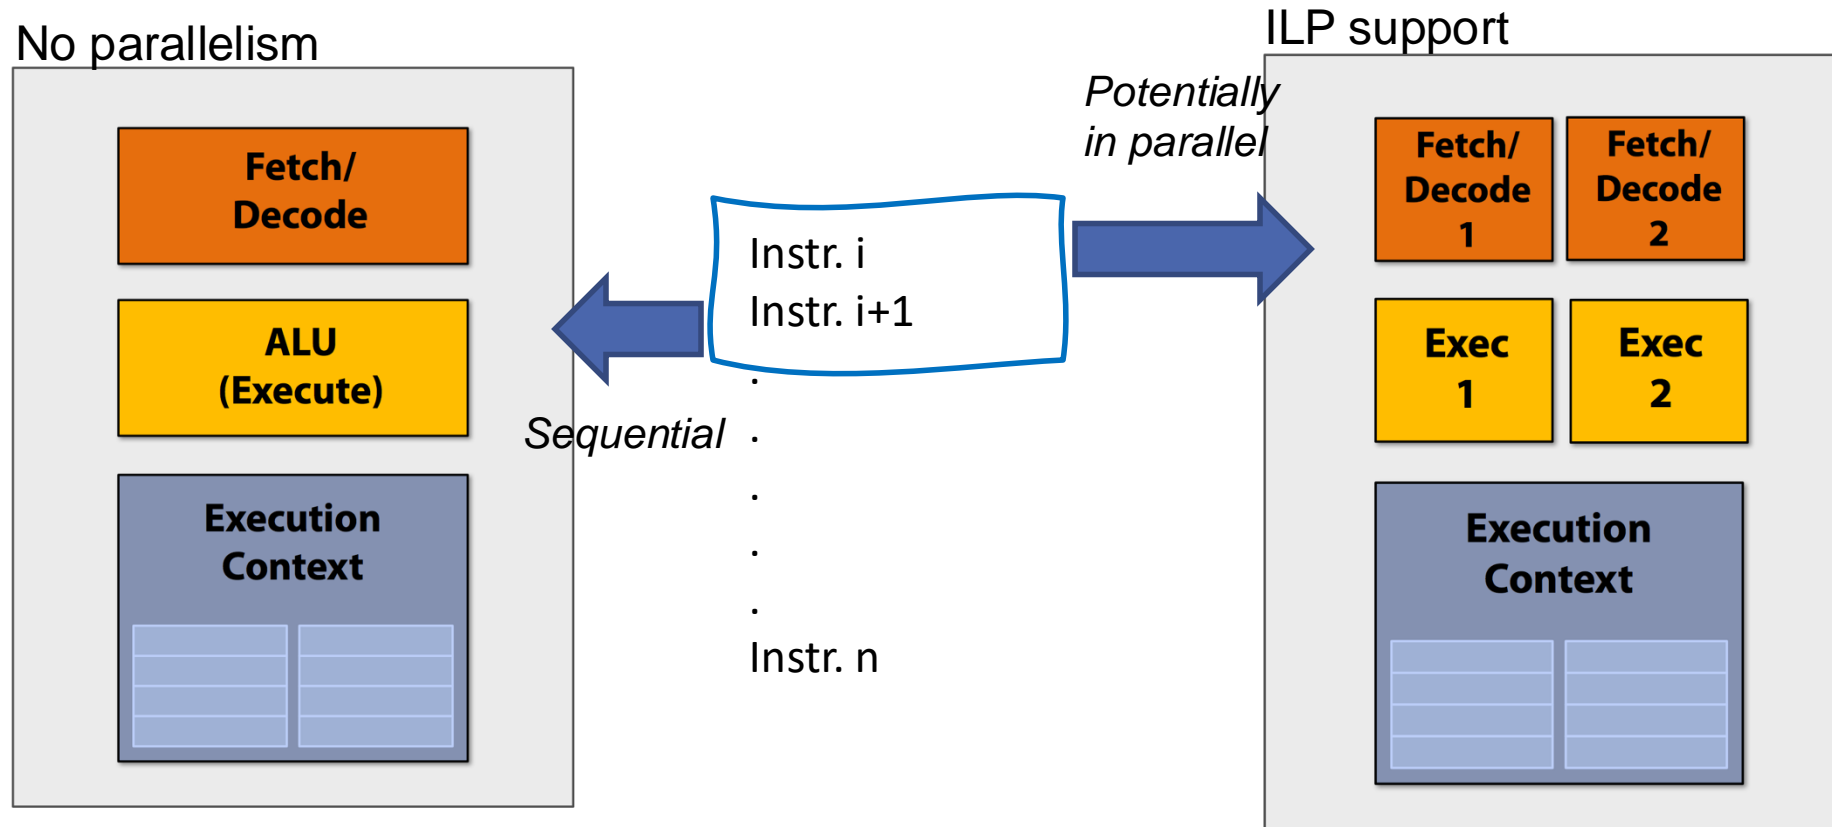 No parallelism
Fetch/
Decode
ALU
(Execute)
Execution
Context
Sequential
Instr. i
Instr. i+1
.
.
.
.
.
Instr. n
Potentially
in parallel
ILP support
Fetch/
Decode
1
Fetch/
Decode
2
Exec
1
Exec
2
Execution
Context